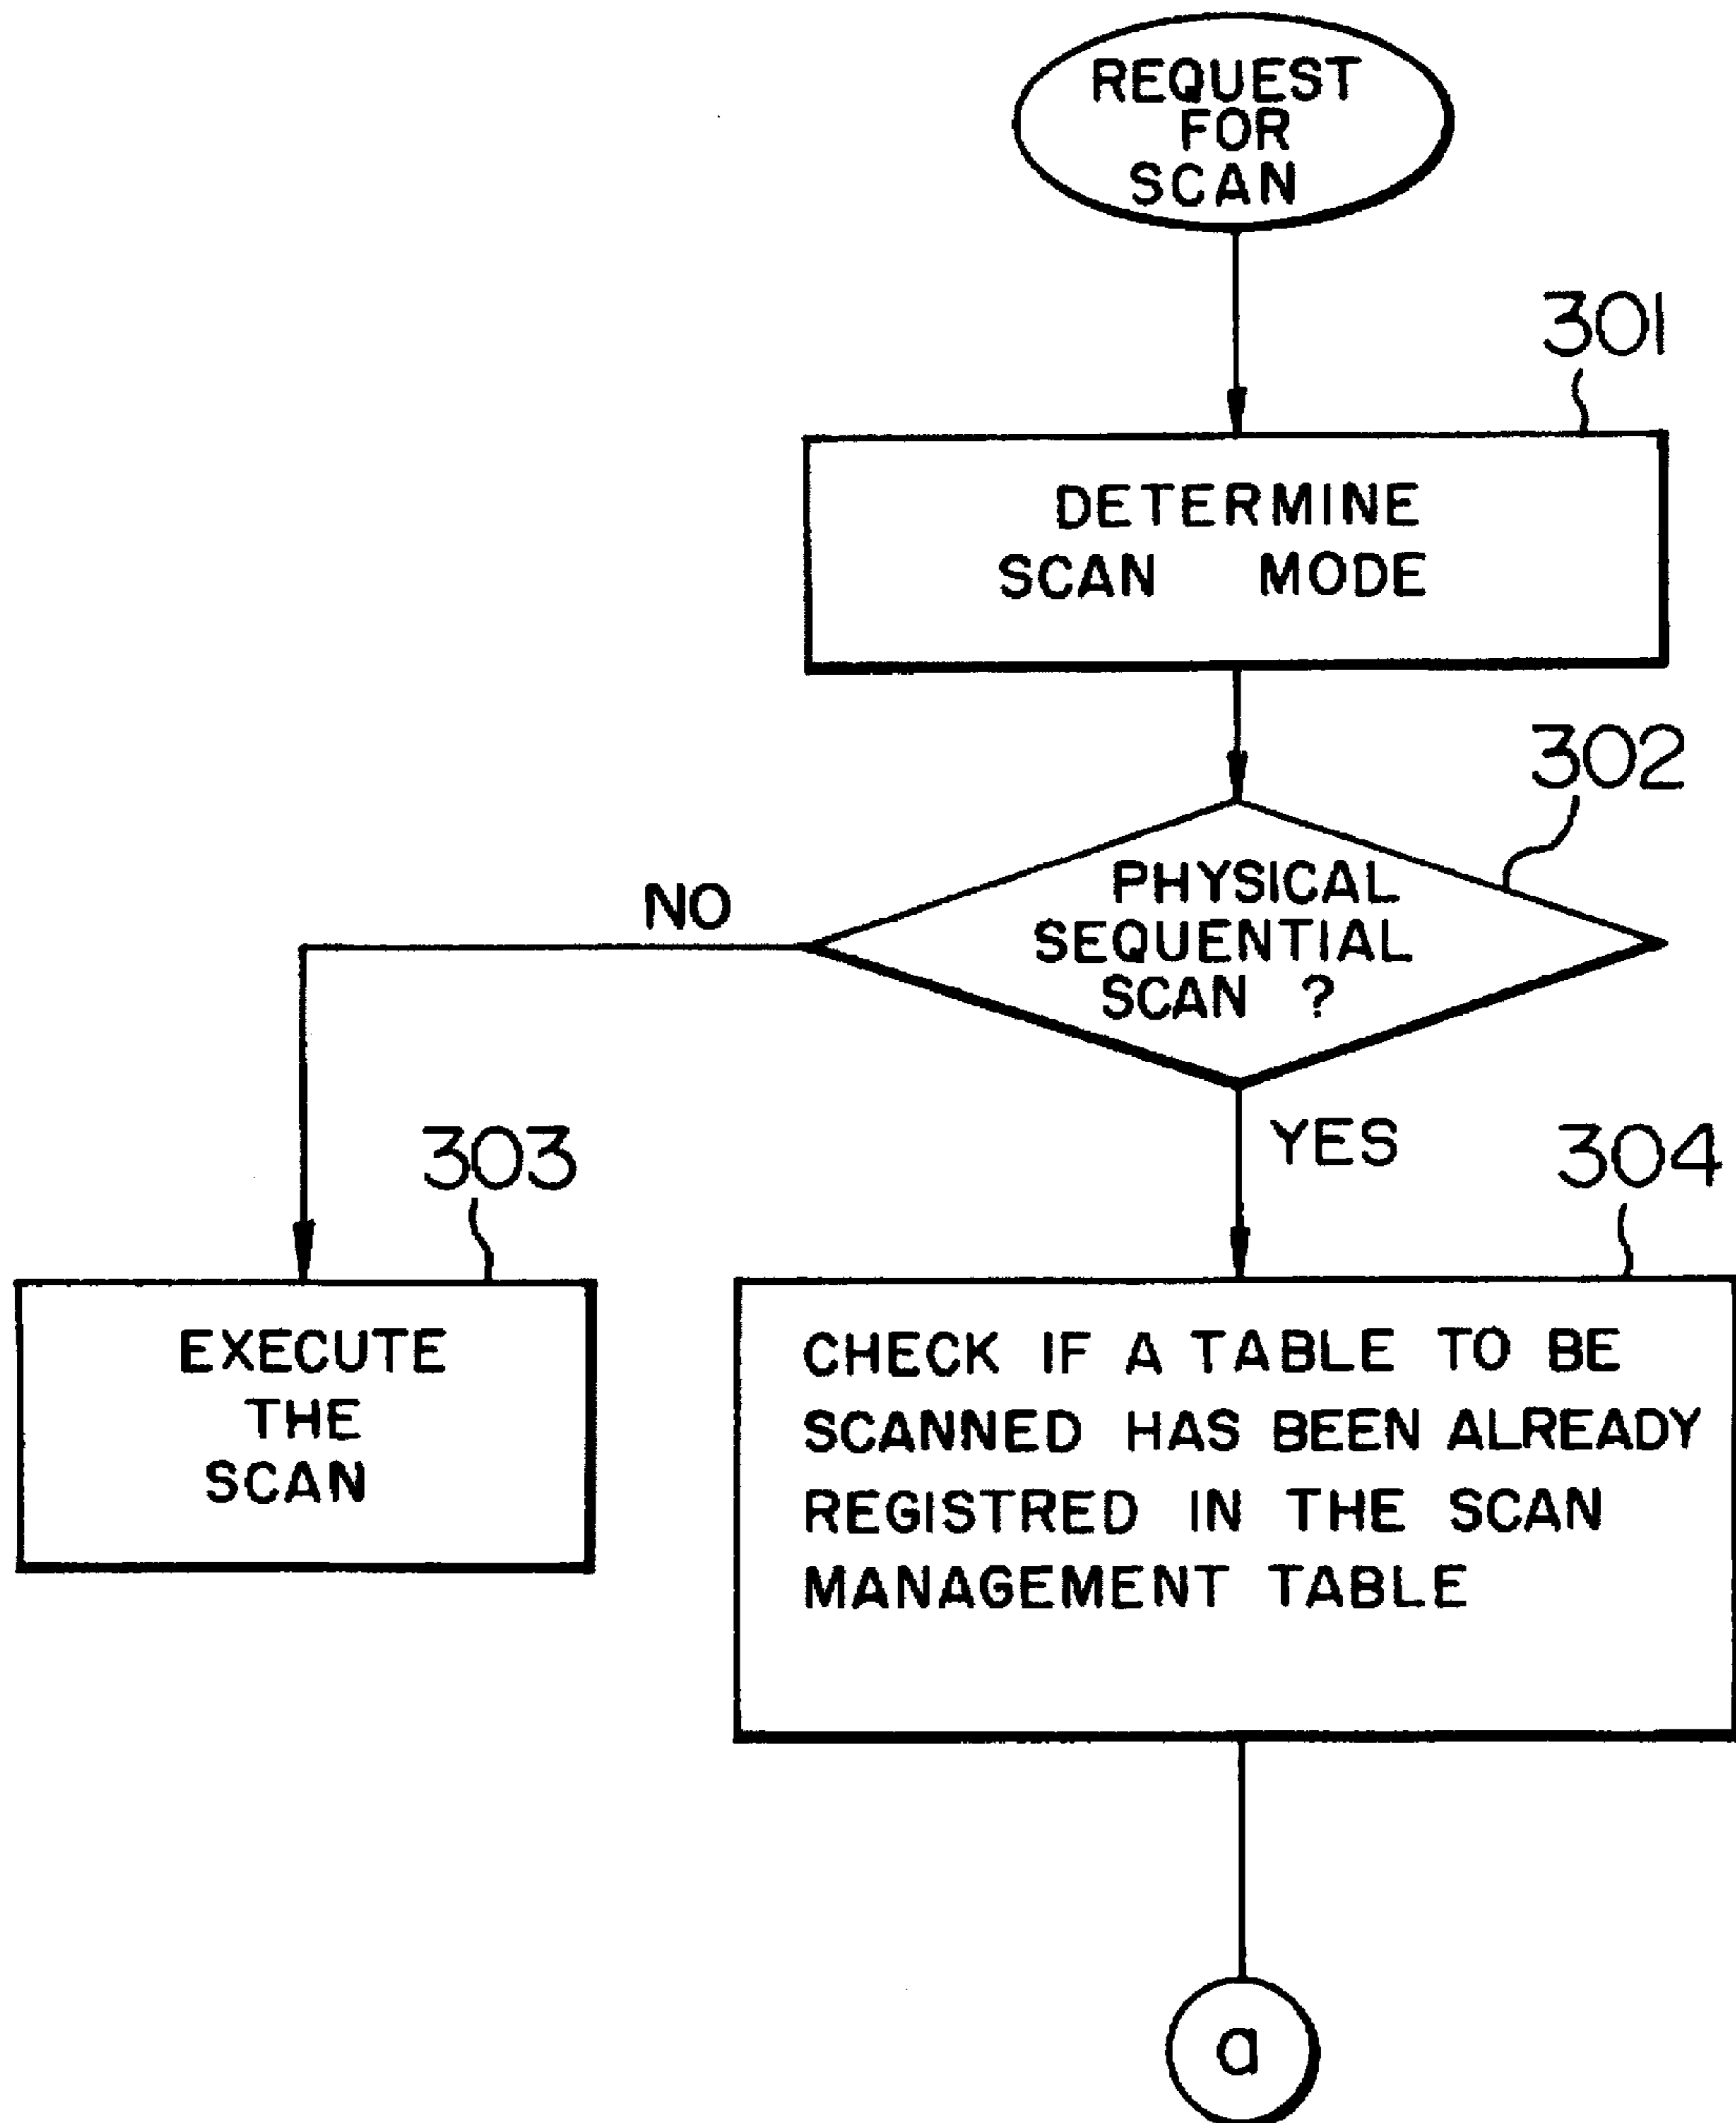 REQUEST
FOR
SCAN
301
DETERMINE
SCAN MODE
302
PHYSICAL
SEQUENTIAL
SCAN ?
NO
YES
303
304
EXECUTE
THE
SCAN
CHECK IF A TABLE TO BE
SCANNED HAS BEEN ALREADY
REGISTRED IN THE SCAN
MANAGEMENT TABLE
a